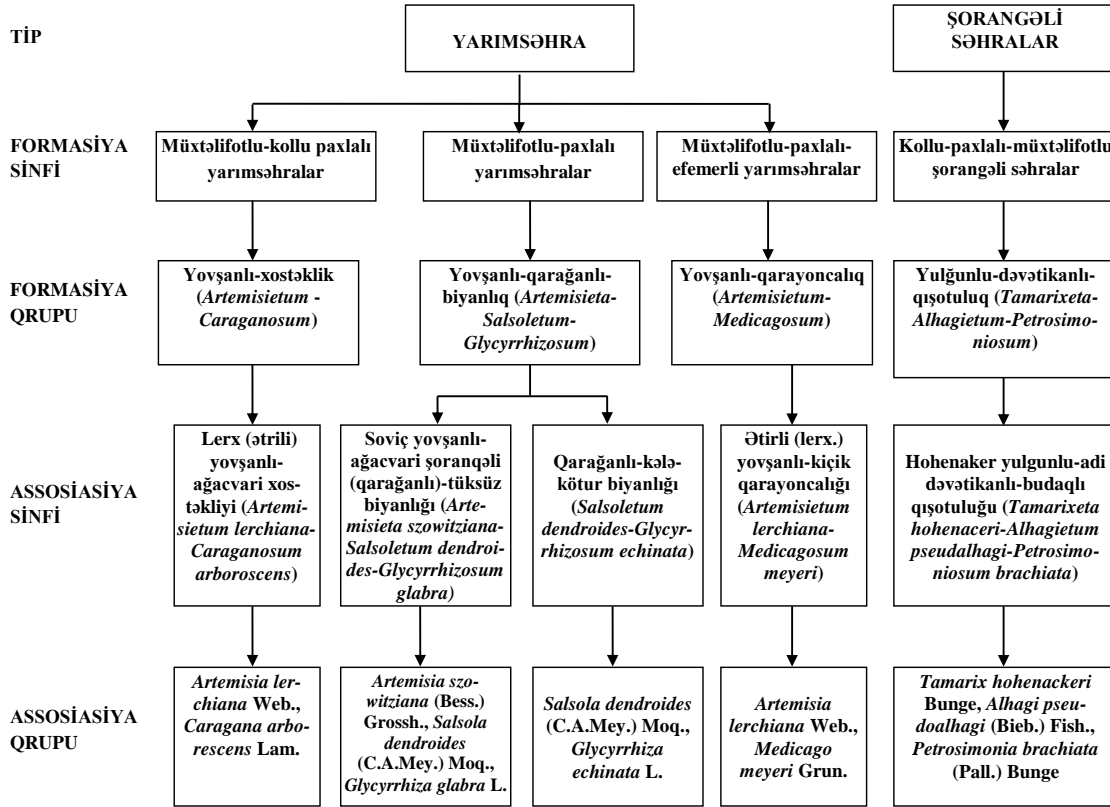 TİP
YARIMSƏHRA
ŞORANGƏLİ
SƏHRALAR
FORMASİYA
SİNFİ
Müxtəlifotlu-kollu paxlalı
yarımsəhralar
Müxtəlifotlu-paxlalı
yarımsəhralar
Müxtəlifotlu-paxlalı-
efemerli yarımsəhralar
Kollu-paxlalı-müxtəlifotlu
şorangəli səhralar
FORMASİYA
QRUPU
Yovşanlı-xostəklik
(Artemisietum -
Caraganosum)
Yovşanlı-qarağanlı-
biyanlıq (Artemisieta-
Salsoletum-
Glycyrrhizosum)
Yovşanlı-qarayoncalıq
(Artemisietum-
Medicagosum)
Yulğunlu-dəvətikanlı-
qışotuluq (Tamarixeta-
Alhagietum-Petrosimo-
niosum)
ASSOSİASİYA
SİNFİ
Lerx (ətrili)
yovşanlı-
ağacvari xos-
təkliyi (Artemi-
sietum lerchiana-
Caraganosum
arboroscens)
Soviç yovşanlı-
ağacvari şoranqəli
(qarağanlı)-tüksüz
biyanlığı (Arte-
misieta szowitziana-
Salsoletum dendroi-
des-Glycyrrhizosum
glabra)
Qarağanlı-kələ-
kötur biyanlığı
(Salsoletum
dendroides-Glycyr-
rhizosum echinata)
Ətirli (lerx.)
yovşanlı-kiçik
qarayoncalığı
(Artemisietum
lerchiana-
Medicagosum
meyeri)
Hohenaker yulgunlu-adi
dəvətikanlı-budaqlı
qışotuluğu (Tamarixeta
hohenaceri-Alhagietum
pseudalhagi-Petrosimo-
niosum brachiata)
ASSOSİASİYA
QRUPU
Artemisia ler-
chiana Web.,
Caragana arbo-
rescens Lam.
Artemisia szo-
witziana (Bess.)
Grossh., Salsola
dendroides
(C.A.Mey.) Moq.,
Glycyrrhiza glabra L.
Salsola dendroides
(C.A.Mey.) Moq.,
Glycyrrhiza
echinata L.
Artemisia
lerchiana Web.,
Medicago
meyeri Grun.
Tamarix hohenackeri
Bunge, Alhagi pseu-
doalhagi (Bieb.) Fish.,
Petrosimonia brachiata
(Pall.) Bunge